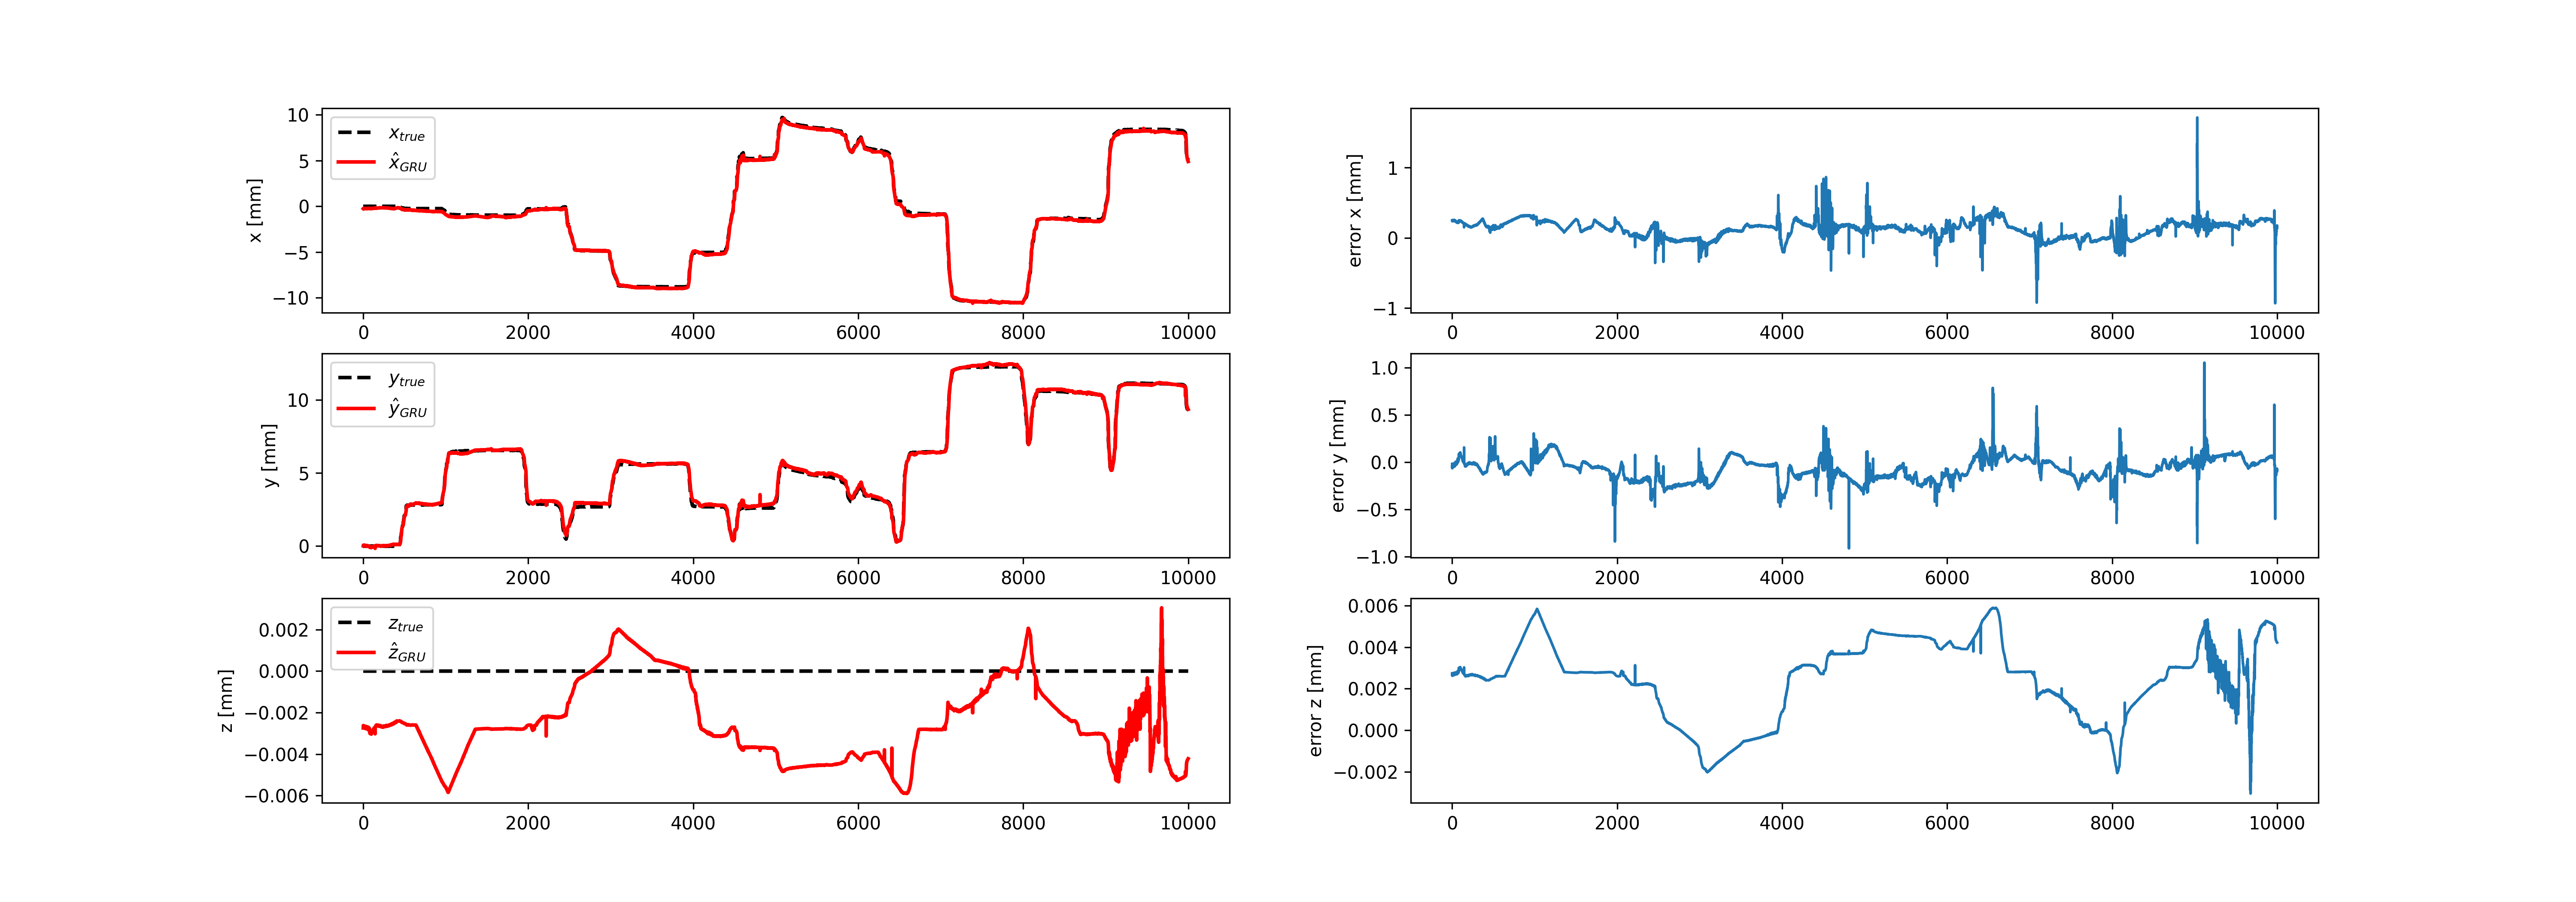 10
5
0
−5
−10
x [mm]
x_true
x̂_GRU
0 2000 4000 6000 8000 10000
1
0
−1
error x [mm]
0 2000 4000 6000 8000 10000
10
5
0
y [mm]
y_true
ŷ_GRU
0 2000 4000 6000 8000 10000
1.0
0.5
0.0
−0.5
−1.0
error y [mm]
0 2000 4000 6000 8000 10000
0.002
0.000
−0.002
−0.004
−0.006
z [mm]
z_true
ẑ_GRU
0 2000 4000 6000 8000 10000
0.006
0.004
0.002
0.000
−0.002
error z [mm]
0 2000 4000 6000 8000 10000